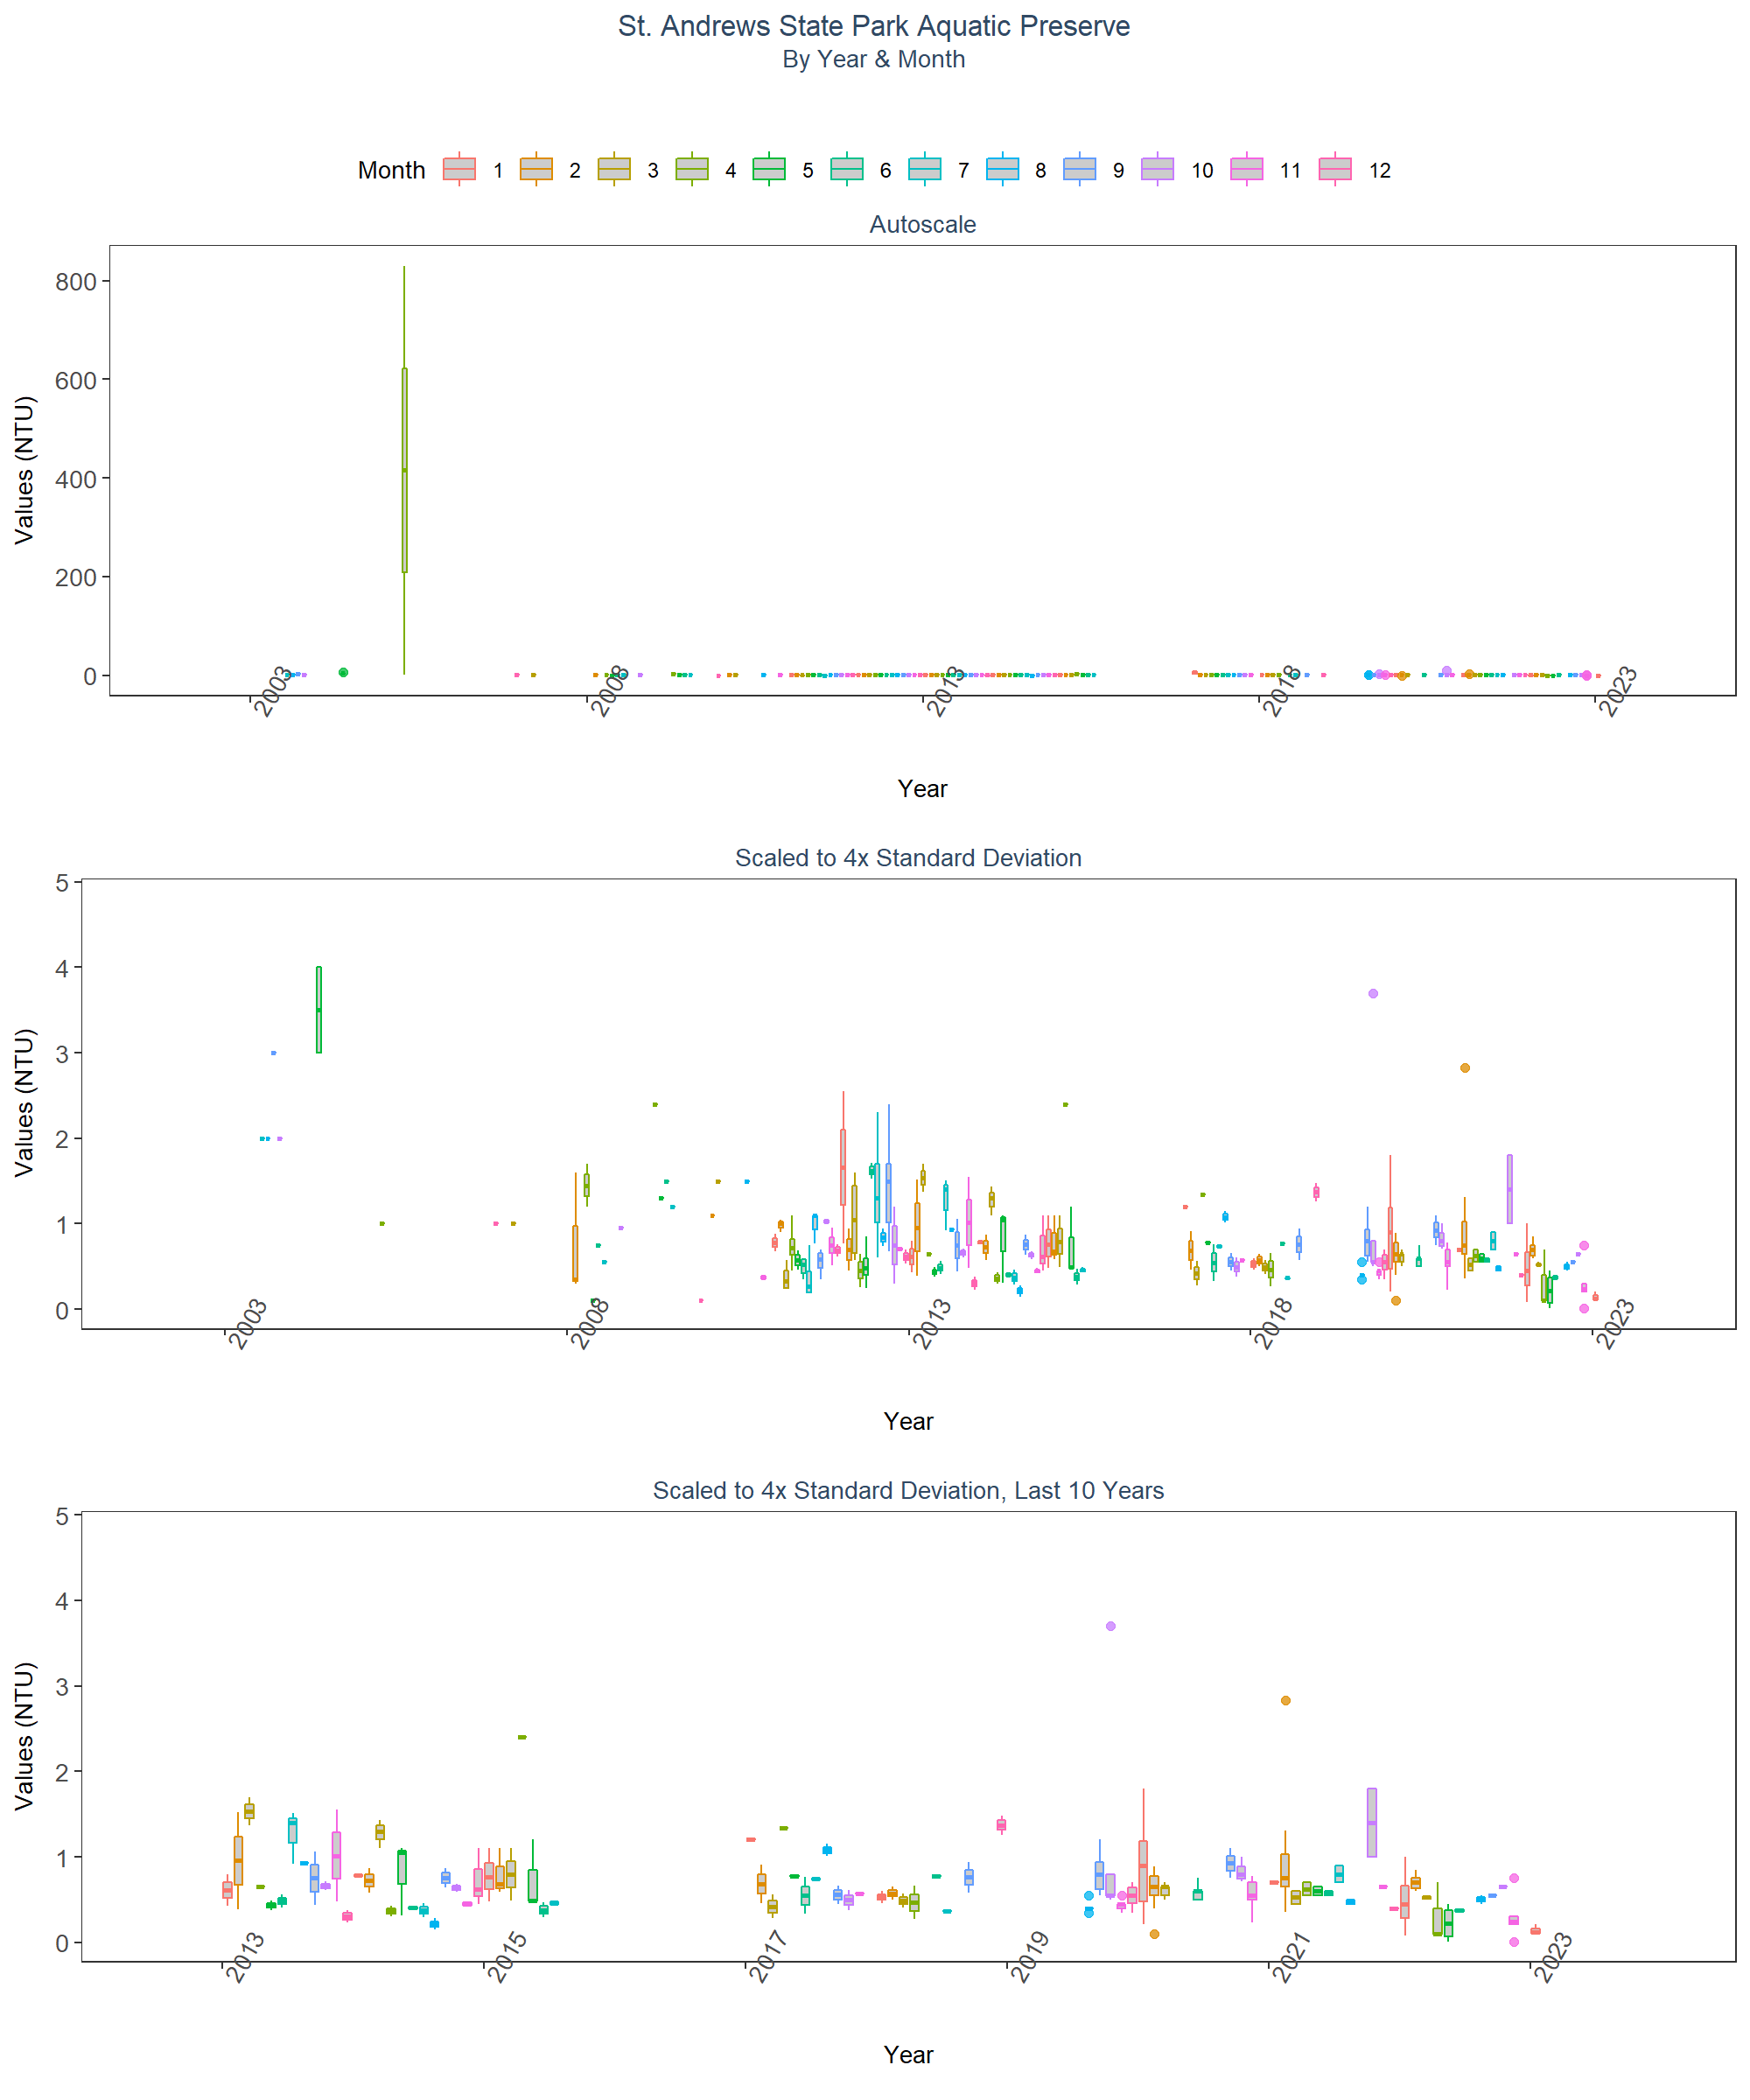 St. Andrews State Park Aquatic Preserve
By Year & Month
Month 1 2 3 4 5 6 7 8 9 10 11 12
Autoscale
Values (NTU)
800
600
400
200
0
2003 2008 2013 2018 2023
Year
Scaled to 4x Standard Deviation
Values (NTU)
5
4
3
2
1
0
2003 2008 2013 2018 2023
Year
Scaled to 4x Standard Deviation, Last 10 Years
Values (NTU)
5
4
3
2
1
0
2013 2015 2017 2019 2021 2023
Year